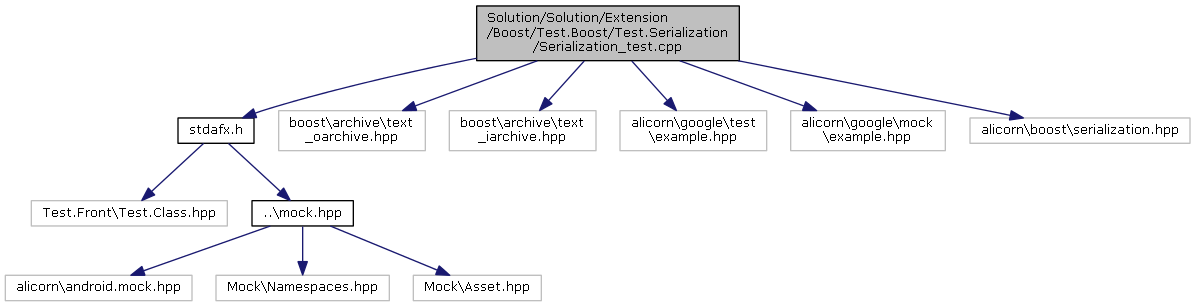 Solution/Solution/Extension
/Boost/Test.Boost/Test.Serialization
/Serialization_test.cpp
stdafx.h
boost\archive\text
_oarchive.hpp
boost\archive\text
_iarchive.hpp
alicorn\google\test
\example.hpp
alicorn\google\mock
\example.hpp
alicorn\boost\serialization.hpp
Test.Front\Test.Class.hpp
..\mock.hpp
alicorn\android.mock.hpp
Mock\Namespaces.hpp
Mock\Asset.hpp